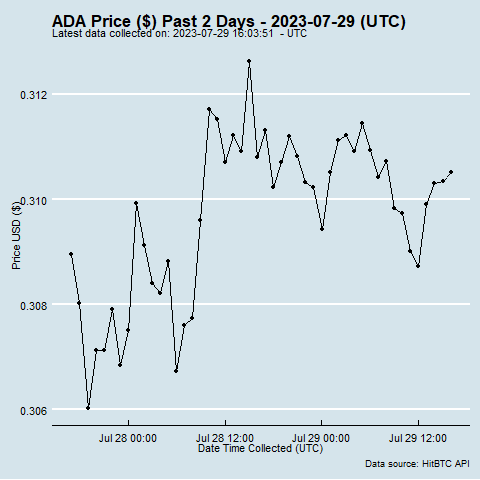 ADA Price ($) Past 2 Days - 2023-07-29 (UTC)
Latest data collected on: 2023-07-29 16:03:51  - UTC
0.312
0.310
0.308
0.306
Price USD ($)
Jul 28 00:00
Jul 28 12:00
Jul 29 00:00
Jul 29 12:00
Date Time Collected (UTC)
Data source: HitBTC API